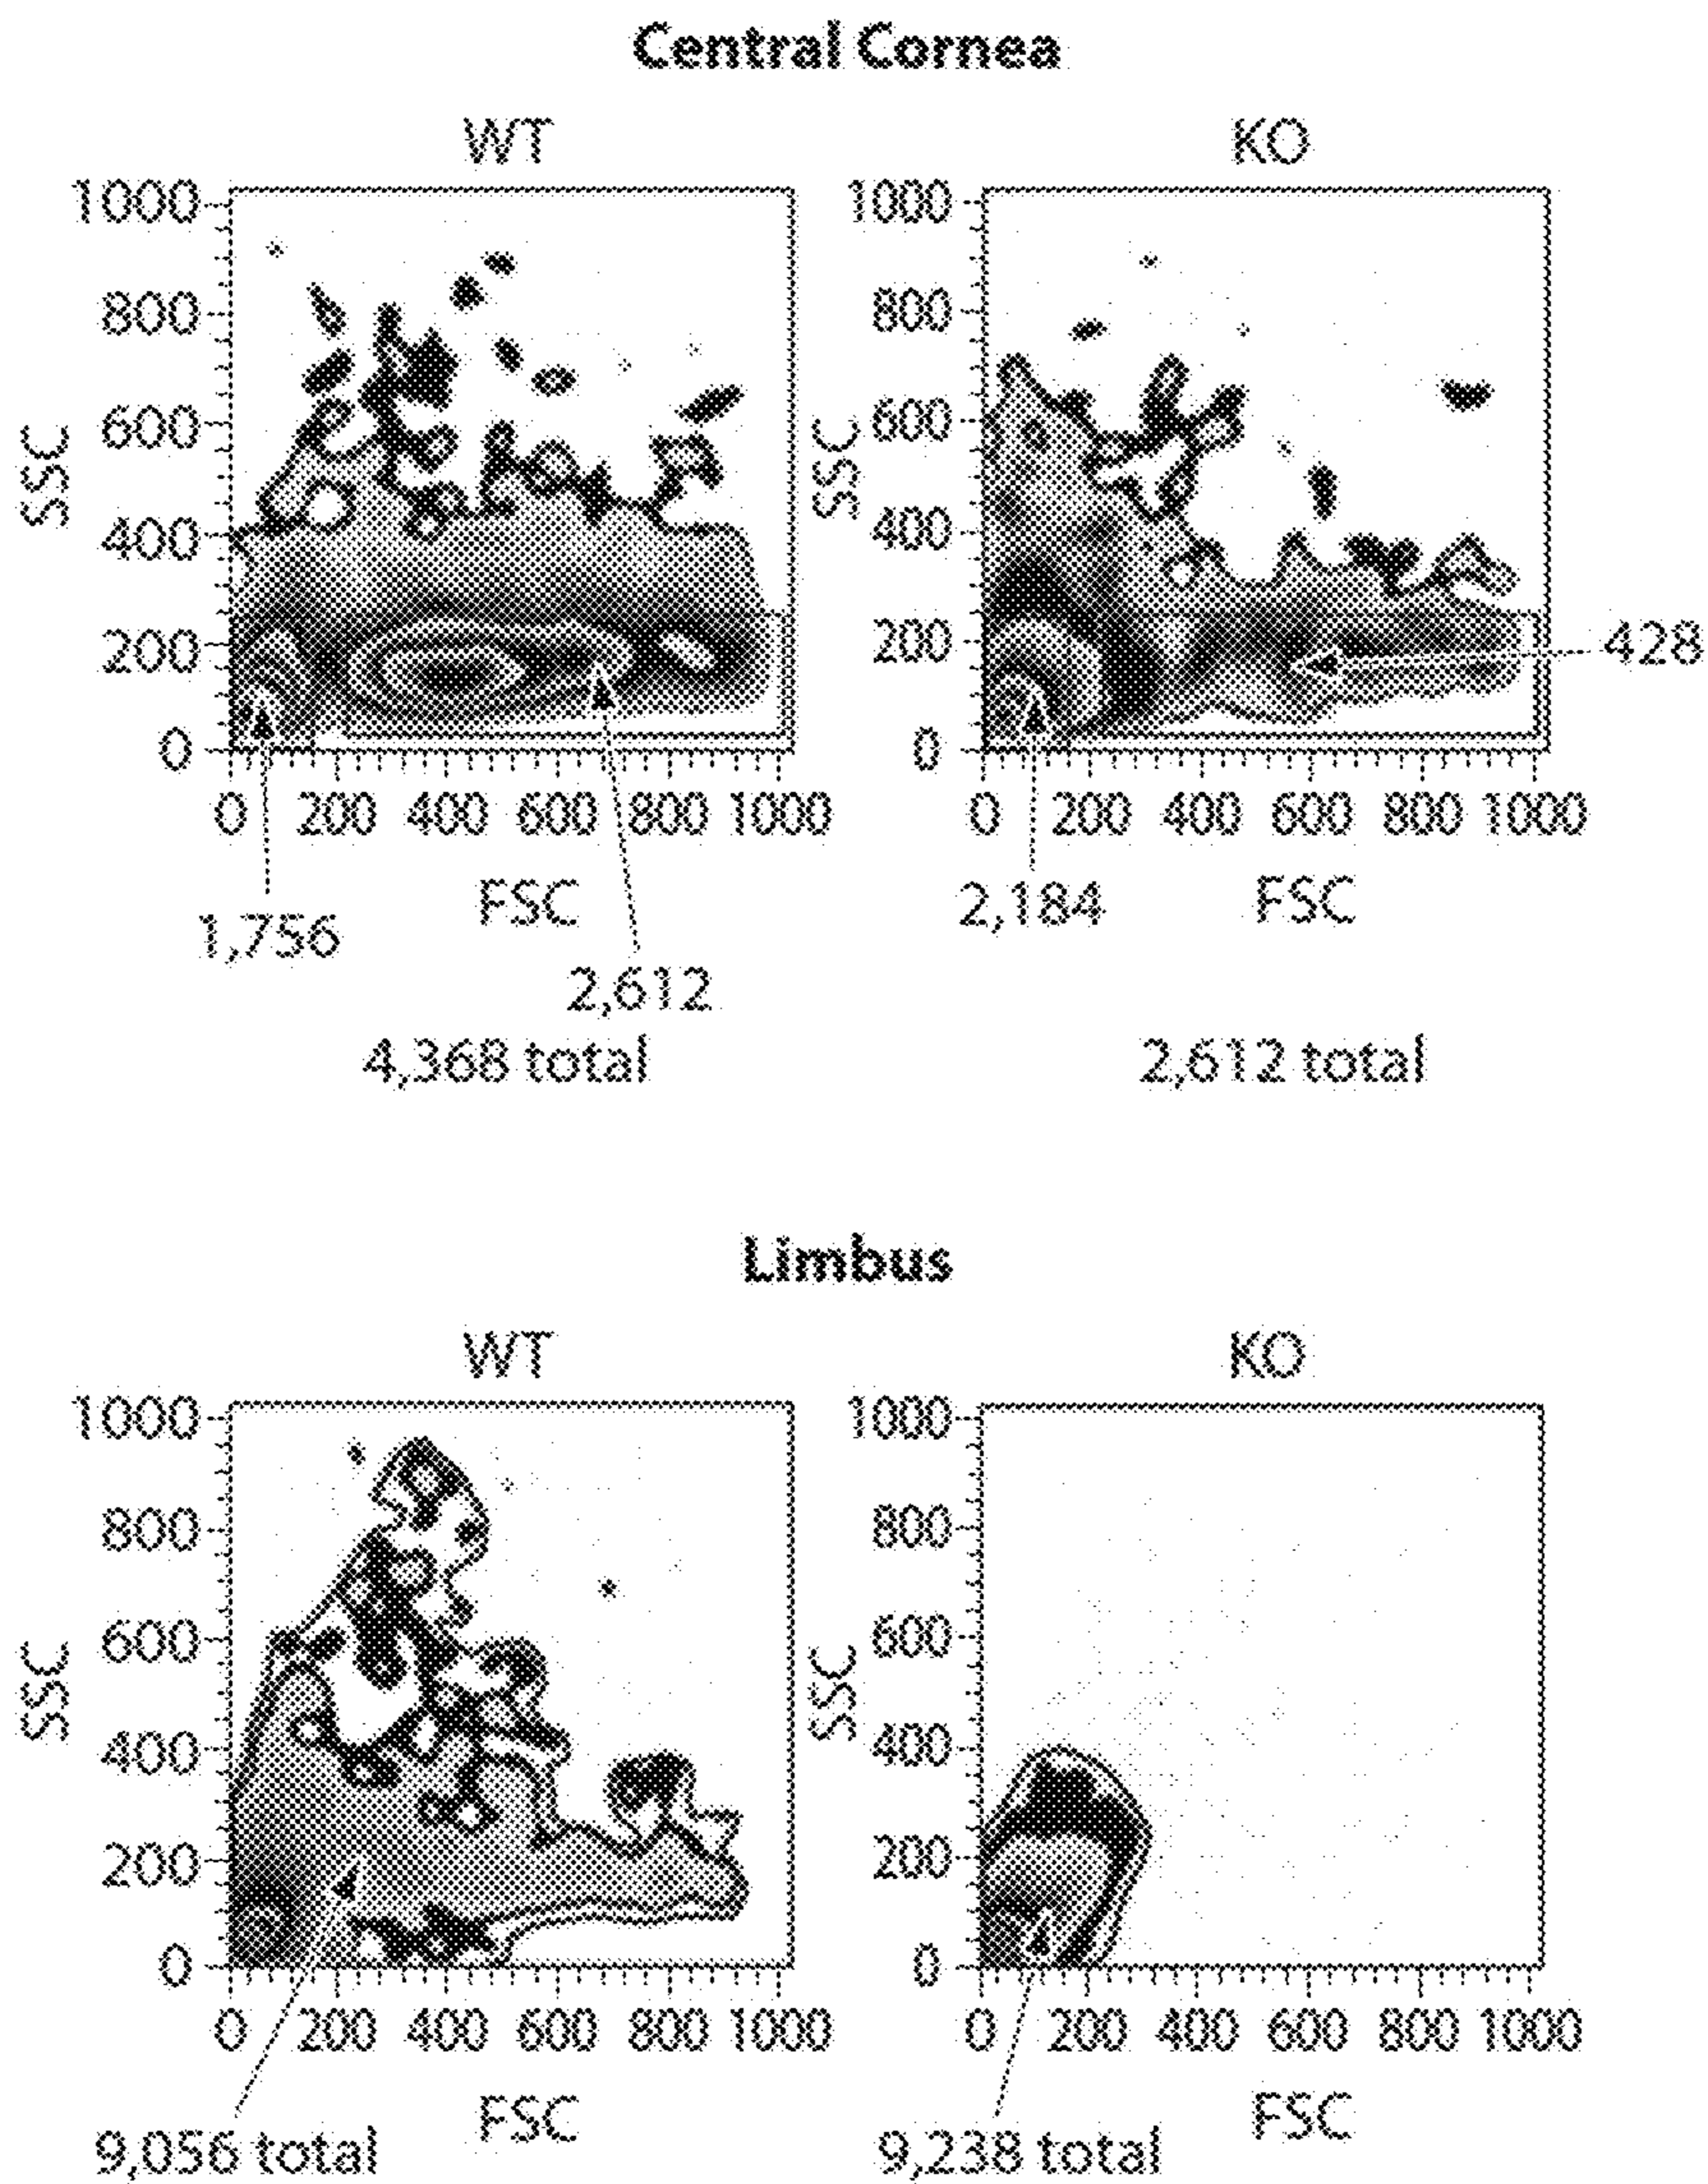 Central Cornea
WT
KO
1000
800
600
400
200
0
SSC
0 200 400 600 800 1000
FSC
1,756
2,612
4,368 total
1000
800
600
400
200
0
SSC
0 200 400 600 800 1000
FSC
428
2,184
2,612 total
Limbus
WT
KO
1000
800
600
400
200
0
SSC
0 200 400 600 800 1000
FSC
9,056 total
1000
800
600
400
200
0
SSC
0 200 400 600 800 1000
FSC
9,238 total